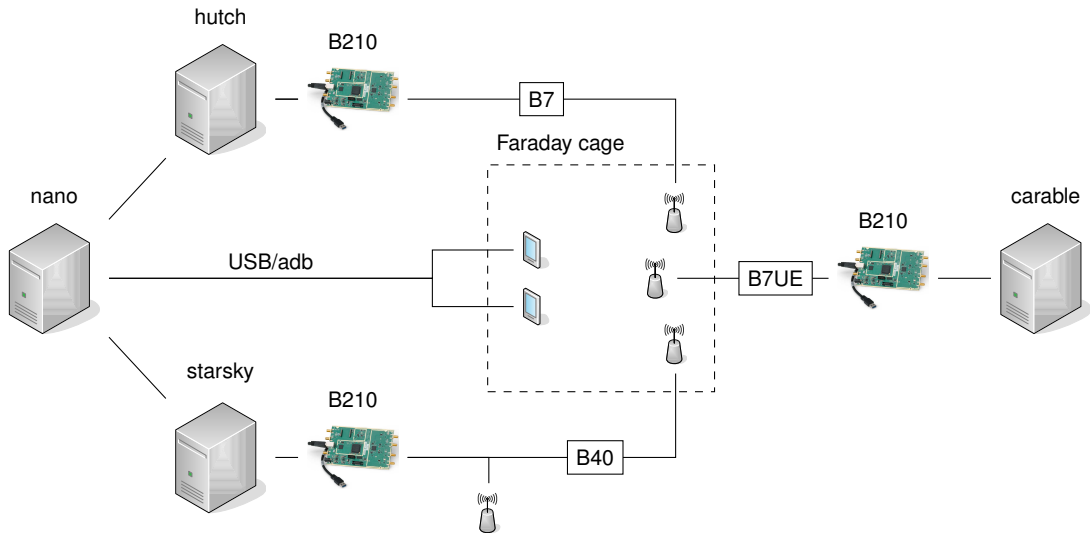 hutch
B210
B7
Faraday cage
nano
USB/adb
B210
carable
B7UE
starsky
B210
B40